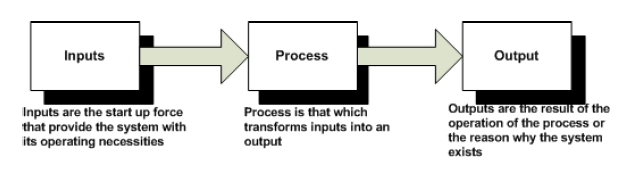 Inputs
Process
Output
Inputs are the start up force
that provide the system with
its operating necessities
Process is that which
transforms inputs into an
output
Outputs are the result of the
operation of the process or
the reason why the system
exists